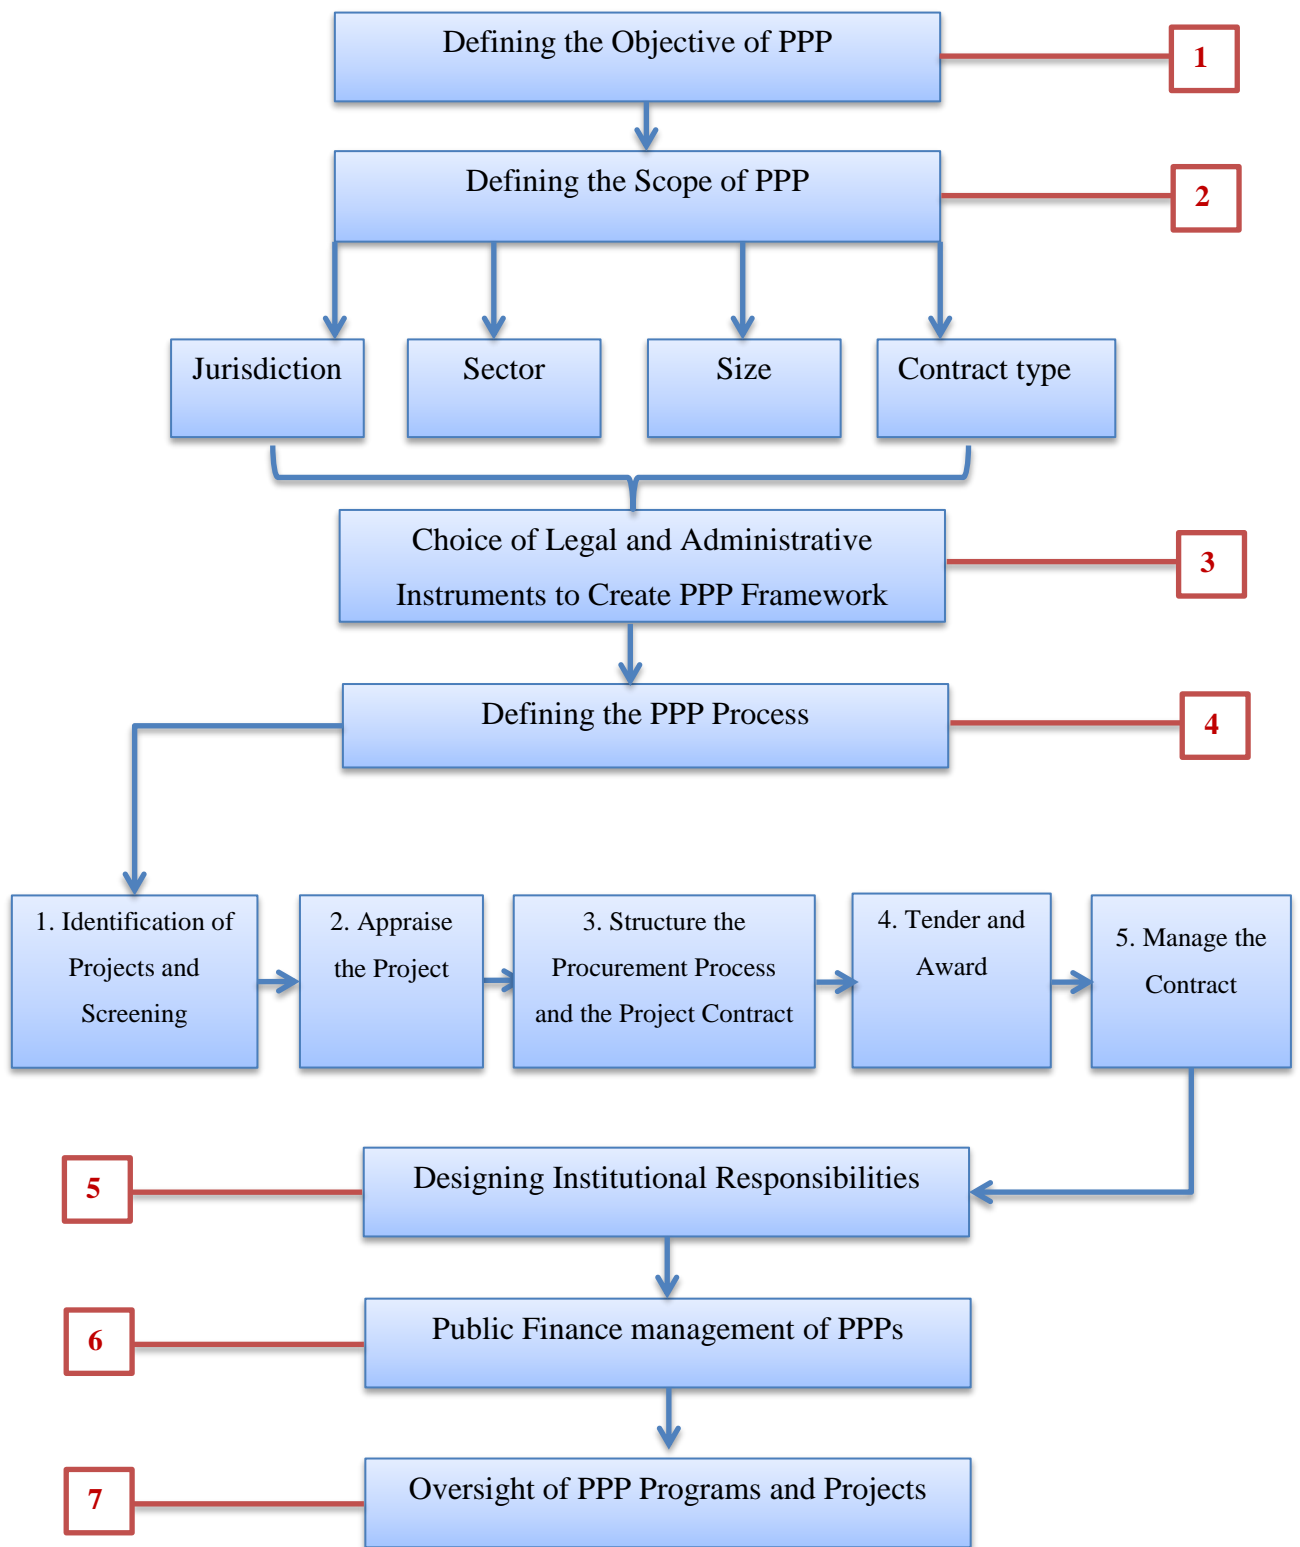 Defining the Objective of PPP
1
Defining the Scope of PPP
2
Jurisdiction
Sector
Size
Contract type
Choice of Legal and Administrative
Instruments to Create PPP Framework
3
Defining the PPP Process
4
1. Identification of
Projects and
Screening
2. Appraise
the Project
3. Structure the
Procurement Process
and the Project Contract
4. Tender and
Award
5. Manage the
Contract
5
Designing Institutional Responsibilities
6
Public Finance management of PPPs
7
Oversight of PPP Programs and Projects